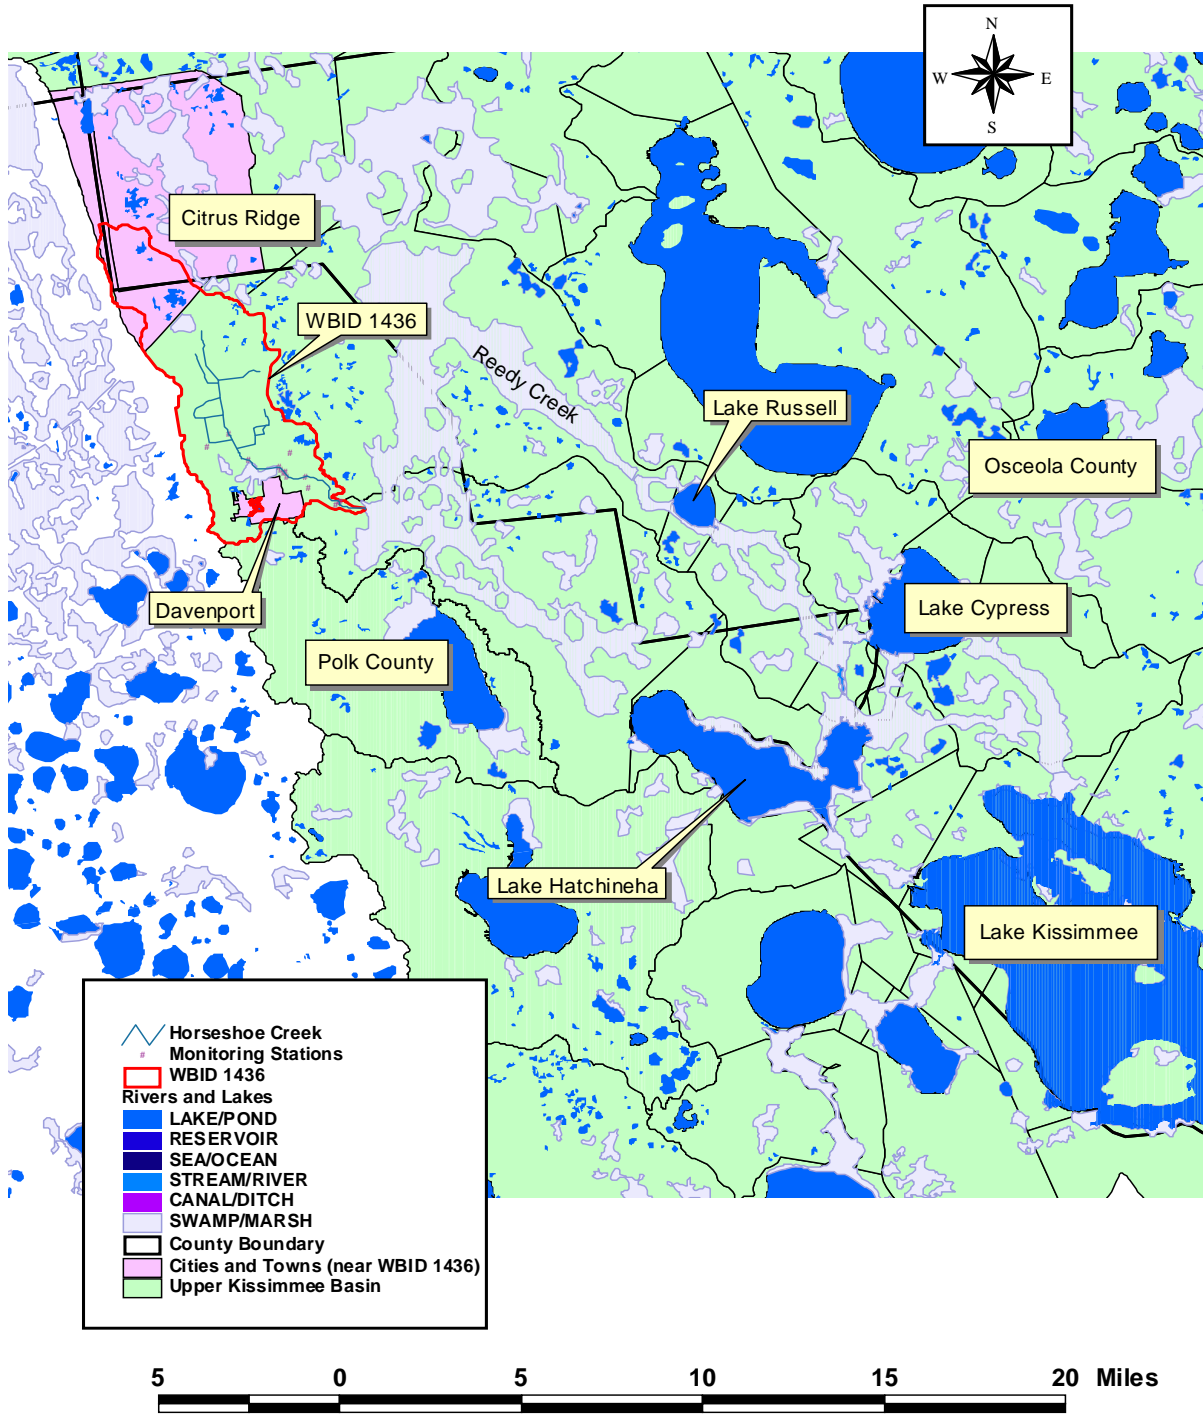 N
W E
S
Citrus Ridge
WBID 1436
Reedy Creek
Lake Russell
Osceola County
Davenport
Lake Cypress
Polk County
Lake Hatchineha
Lake Kissimmee
Horseshoe Creek
# Monitoring Stations
WBID 1436
Rivers and Lakes
LAKE/POND
RESERVOIR
SEA/OCEAN
STREAM/RIVER
CANAL/DITCH
SWAMP/MARSH
County Boundary
Cities and Towns (near WBID 1436)
Upper Kissimmee Basin
5 0 5 10 15 20 Miles